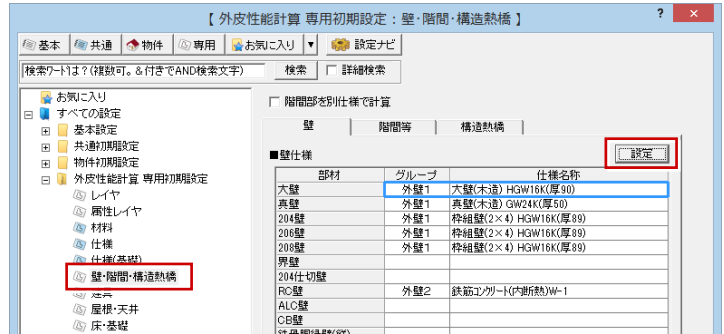 【 外皮性能計算 専用初期設定：壁・階間・構造熱橋 】
?
×
基本 共通 物件 専用 お気に入り ▼ 設定ナビ
検索ワードは？(複数可。&付きでAND検索文字) 検索 詳細検索
お気に入り
すべての設定
基本設定
共通初期設定
物件初期設定
外皮性能計算 専用初期設定
レイヤ
属性レイヤ
材料
仕様
仕様(基礎)
壁・階間・構造熱橋
建具
屋根・天井
床・基礎
階間部を別仕様で計算
壁 階間等 構造熱橋
■壁仕様 設定
部材 グループ 仕様名称
大壁 外壁1 大壁(木造) HGW16K(厚90)
真壁 外壁1 真壁(木造) GW24K(厚50)
204壁 外壁1 枠組壁(2×4) HGW16K(厚89)
206壁 外壁1 枠組壁(2×4) HGW16K(厚89)
208壁 外壁1 枠組壁(2×4) HGW16K(厚89)
界壁
204仕切壁
RC壁 外壁2 鉄筋コンクリート(内断熱)W-1
ALC壁
CB壁